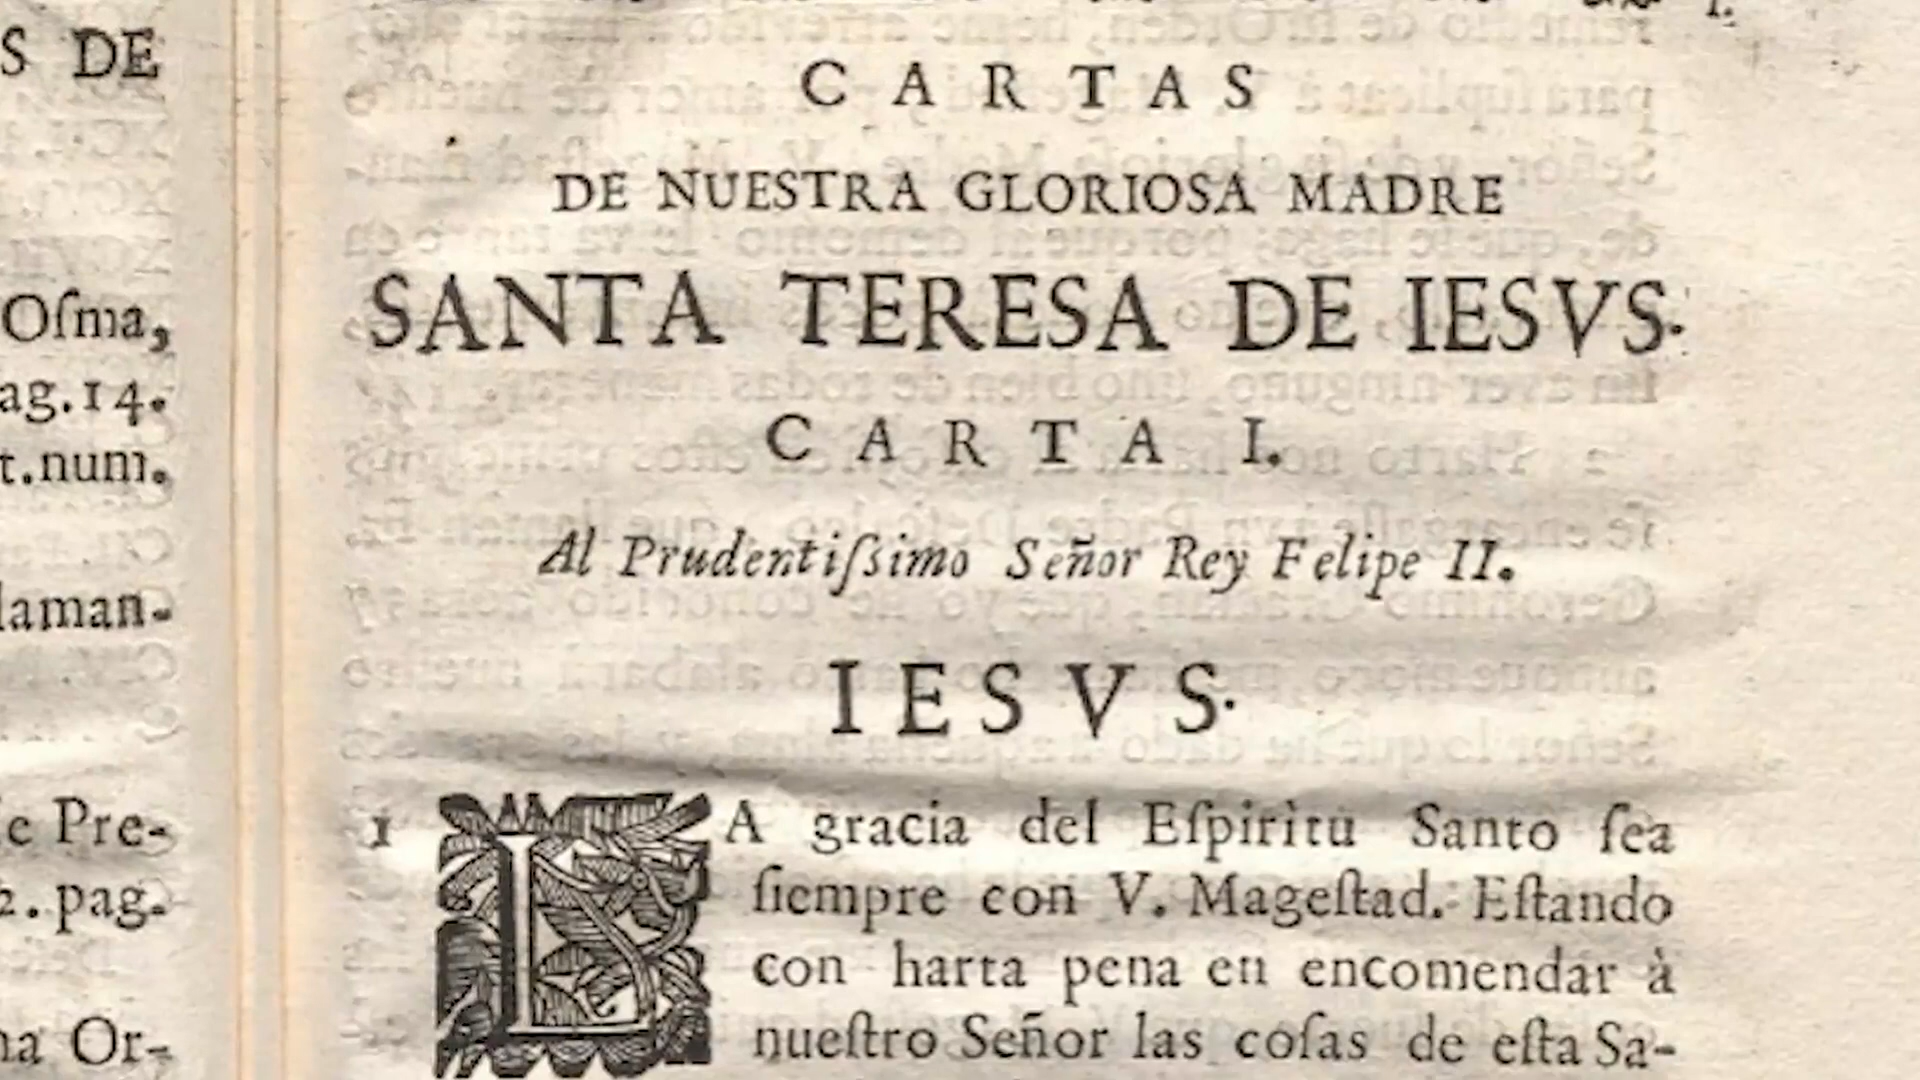 S DE
Oſma,
ag.14.
t.num.
laman-
e Pre-
2. pag.
na Or-
CARTAS
DE NUESTRA GLORIOSA MADRE
SANTA TERESA DE IESVS.
CARTA I.
Al Prudentiſsimo Señor Rey Felipe II.
IESVS.
1 LA gracia del Eſpiritu Santo ſea
ſiempre con V. Mageſtad. Eſtando
con harta pena en encomendar à
nueſtro Señor las coſas de eſta Sa-